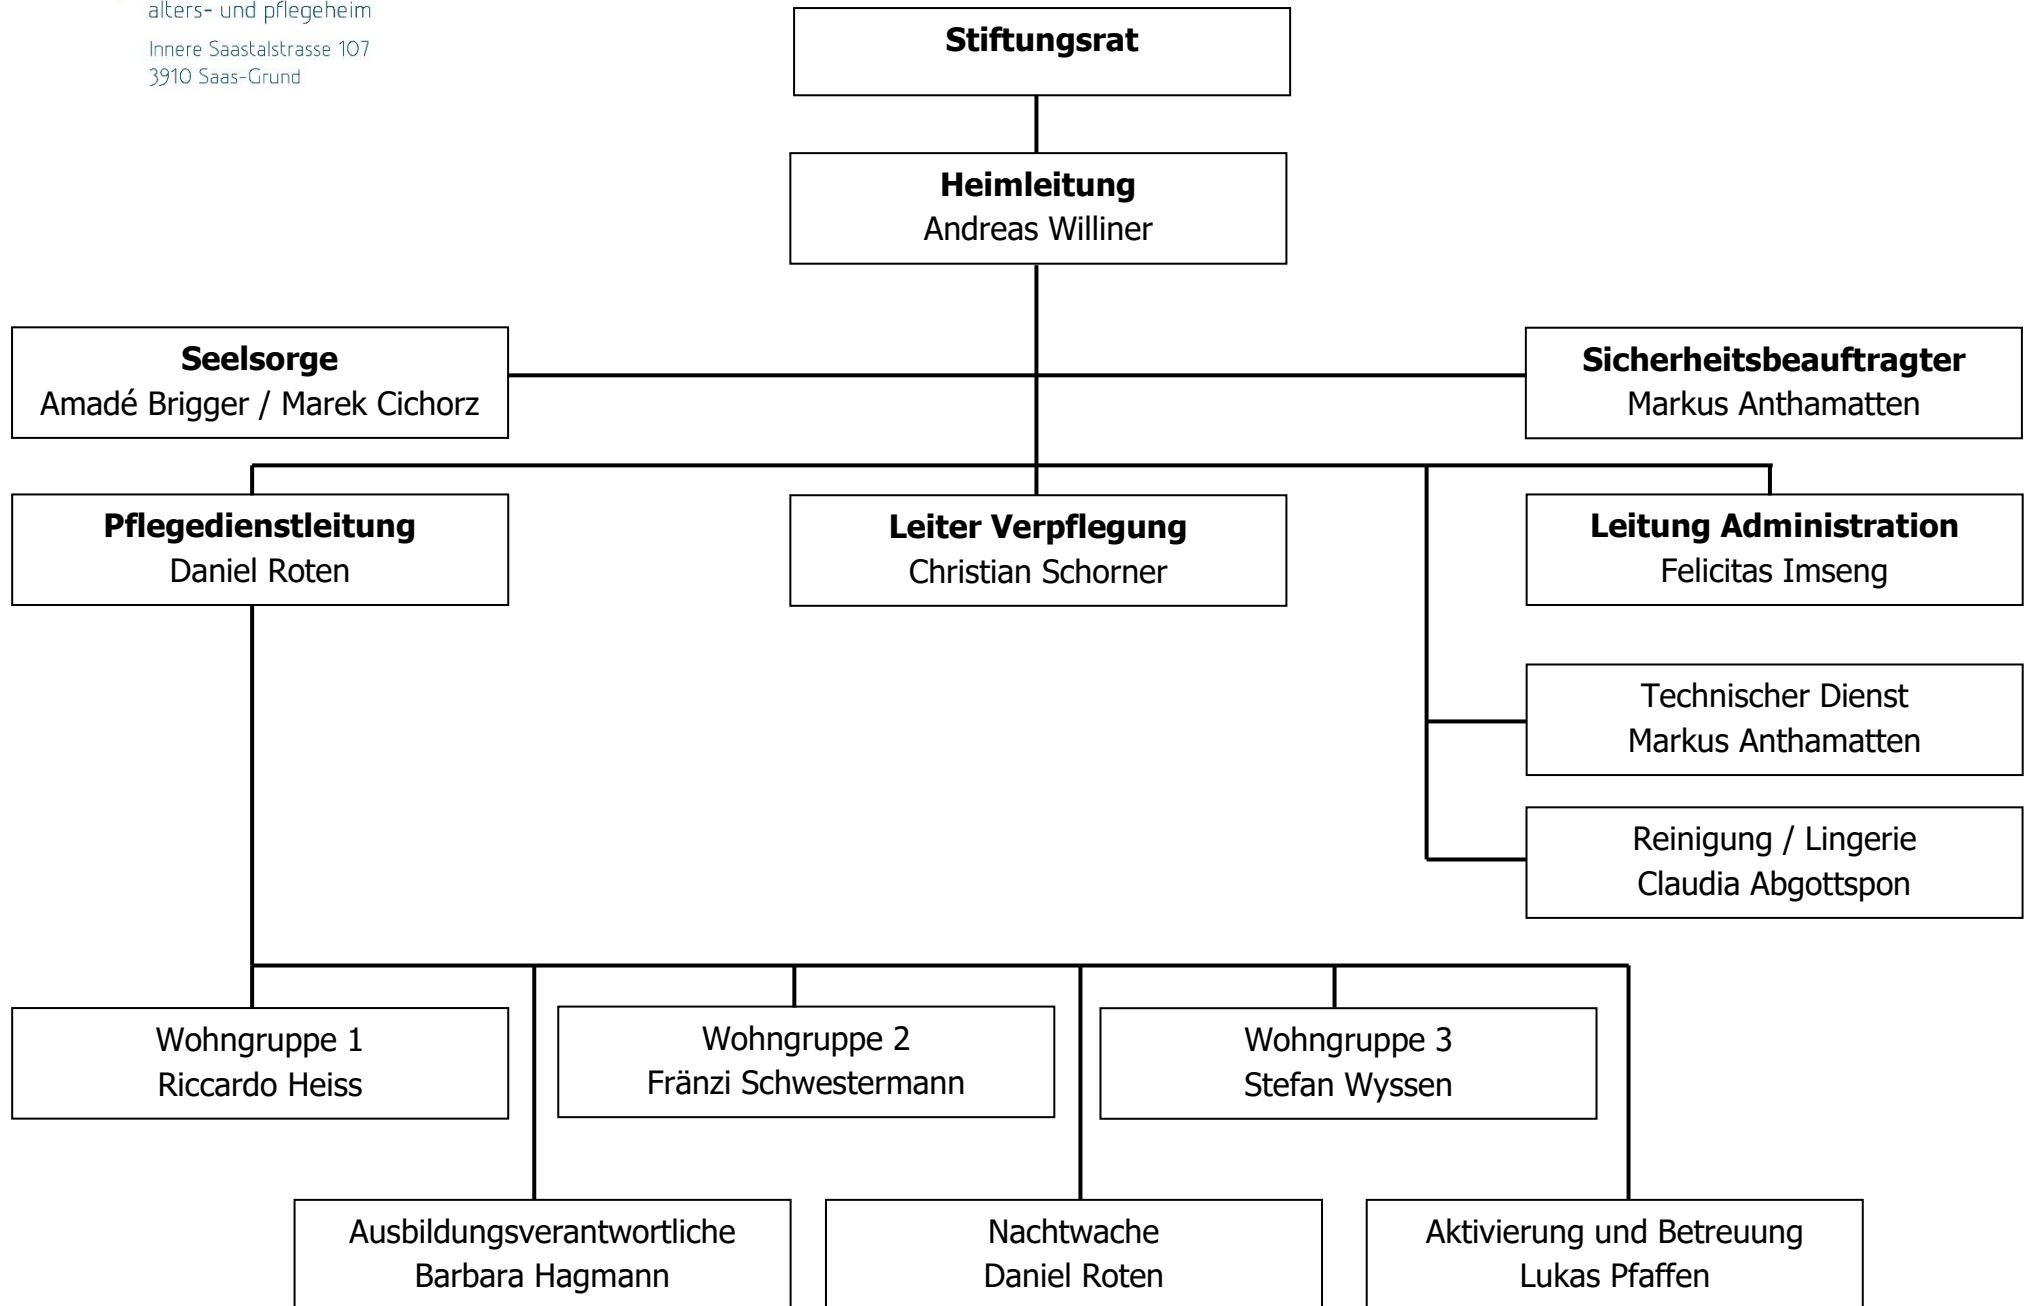 alters- und pflegeheim
Innere Saastalstrasse 107
3910 Saas-Grund
Stiftungsrat
Heimleitung
Andreas Williner
Seelsorge
Amadé Brigger / Marek Cichorz
Sicherheitsbeauftragter
Markus Anthamatten
Pflegedienstleitung
Daniel Roten
Leiter Verpflegung
Christian Schorner
Leitung Administration
Felicitas Imseng
Technischer Dienst
Markus Anthamatten
Reinigung / Lingerie
Claudia Abgottspon
Wohngruppe 1
Riccardo Heiss
Wohngruppe 2
Fränzi Schwestermann
Wohngruppe 3
Stefan Wyssen
Ausbildungsverantwortliche
Barbara Hagmann
Nachtwache
Daniel Roten
Aktivierung und Betreuung
Lukas Pfaffen